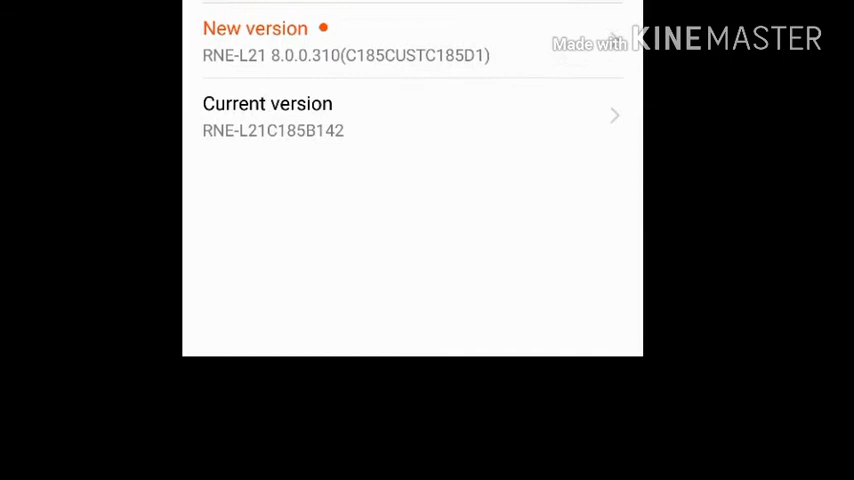 New version
RNE-L21 8.0.0.310(C185CUSTC185D1)
Made with KINEMASTER
Current version
RNE-L21C185B142